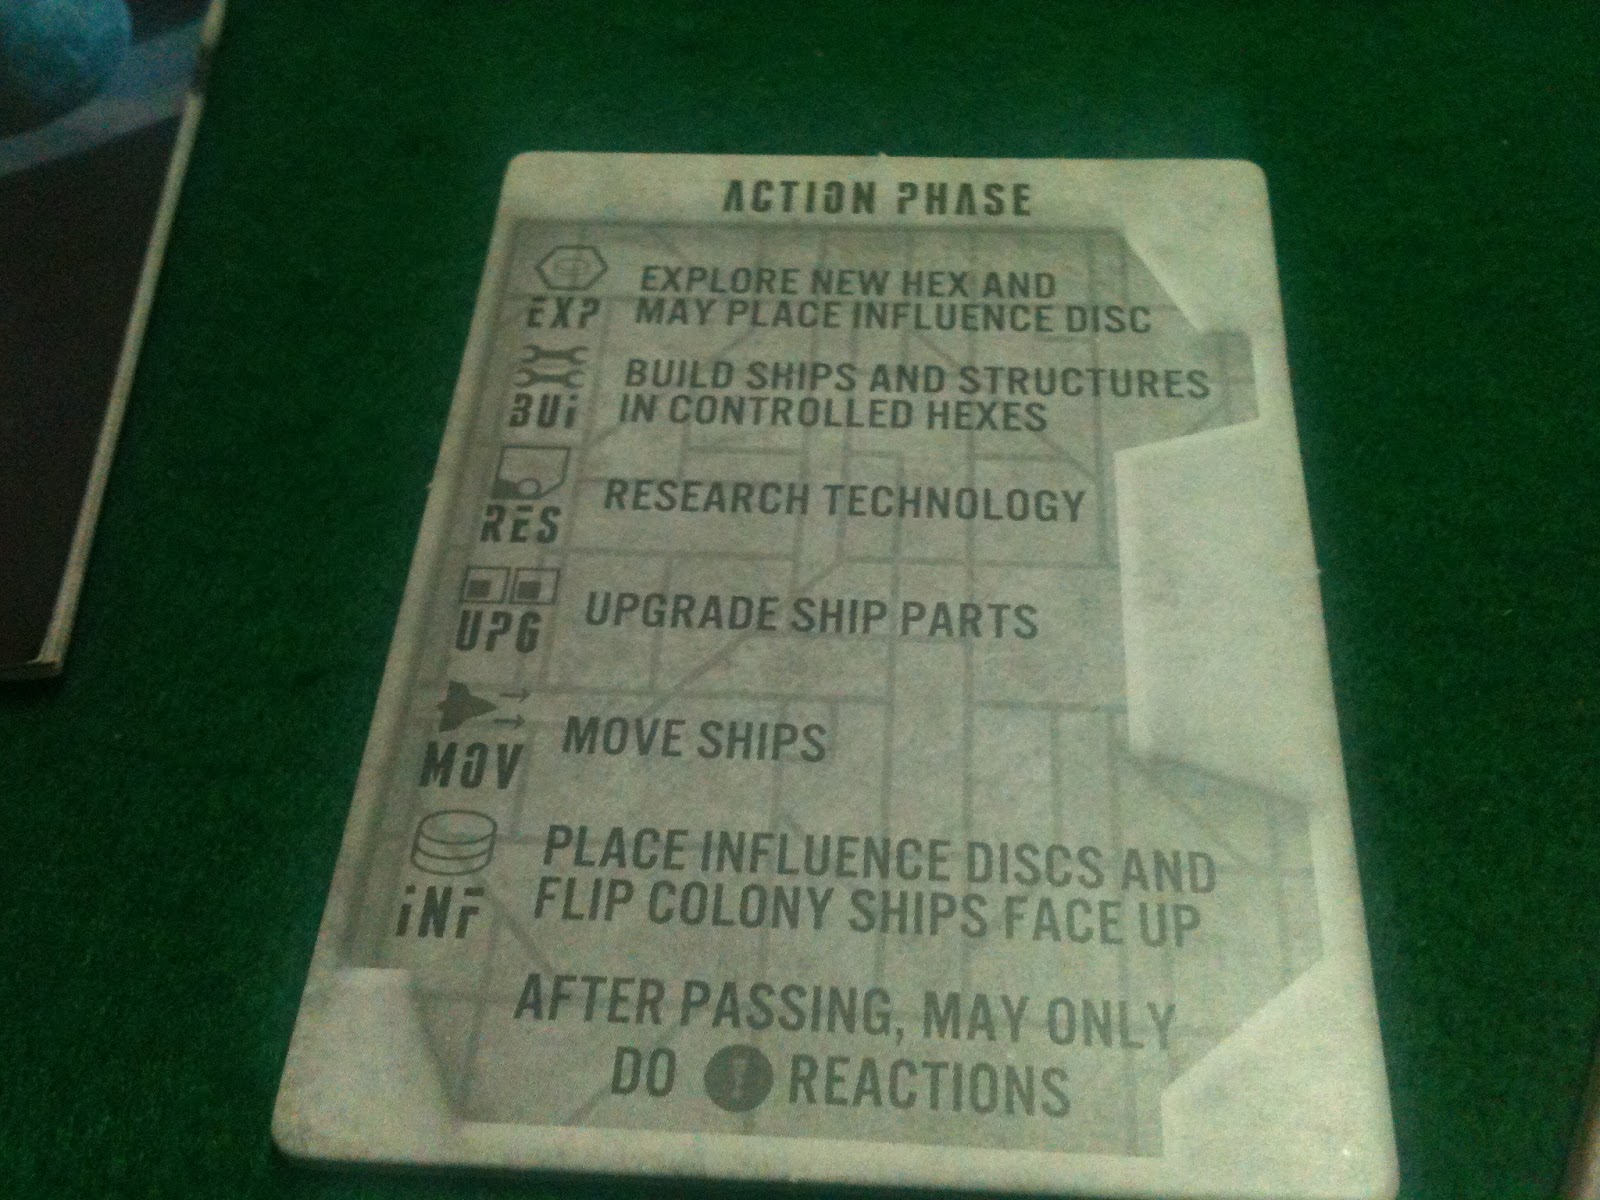 ACTION PHASE
EXPLORE NEW HEX AND
EXP MAY PLACE INFLUENCE DISC
BUILD SHIPS AND STRUCTURES
BUi IN CONTROLLED HEXES
RESEARCH TECHNOLOGY
RES
UPGRADE SHIP PARTS
UPG
MOVE SHIPS
MOV
PLACE INFLUENCE DISCS AND
iNF FLIP COLONY SHIPS FACE UP
AFTER PASSING, MAY ONLY
DO ! REACTIONS